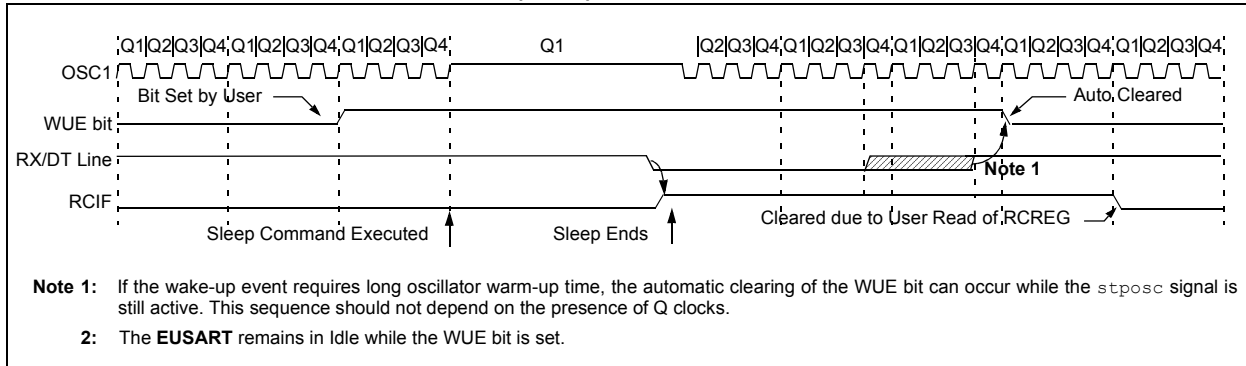 Q1|Q2|Q3|Q4|Q1|Q2|Q3|Q4|Q1|Q2|Q3|Q4 Q1 Q2|Q3|Q4|Q1|Q2|Q3|Q4|Q1|Q2|Q3|Q4|Q1|Q2|Q3|Q4|Q1|Q2|Q3|Q4
OSC1
Bit Set by User
Auto Cleared
WUE bit
RX/DT Line
Note 1
RCIF
Cleared due to User Read of RCREG
Sleep Command Executed
Sleep Ends
Note 1: If the wake-up event requires long oscillator warm-up time, the automatic clearing of the WUE bit can occur while the stposc signal is
still active. This sequence should not depend on the presence of Q clocks.
2: The EUSART remains in Idle while the WUE bit is set.